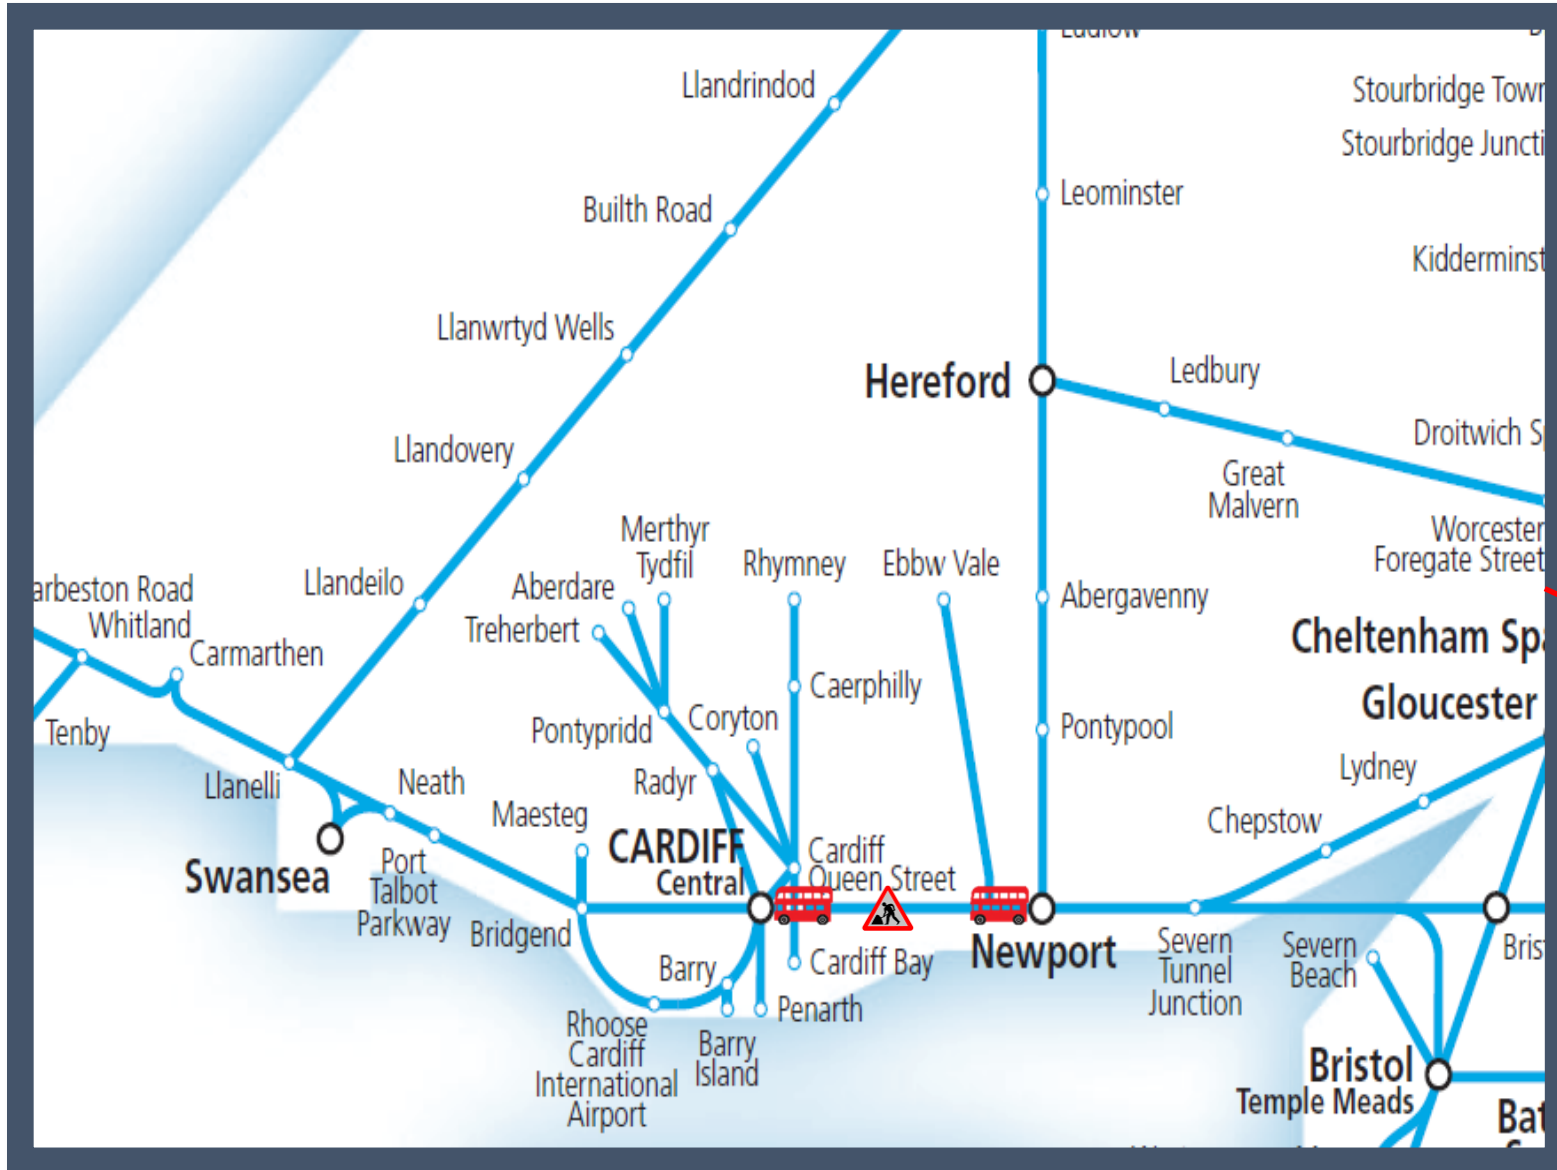 Ludlow
Llandrindod
Stourbridge Town
Stourbridge Juncti
Leominster
Builth Road
Kidderminst
Llanwrtyd Wells
Hereford
Ledbury
Droitwich S
Llandovery
Great
Malvern
Merthyr
Tydfil
Worcester
Foregate Street
Rhymney
Ebbw Vale
Aberdare
Llandeilo
arbeston Road
Whitland
Treherbert
Abergavenny
Cheltenham Spa
Carmarthen
Caerphilly
Gloucester
Coryton
Pontypridd
Pontypool
Tenby
Lydney
Radyr
Neath
Llanelli
Maesteg
Chepstow
CARDIFF
Central
Cardiff
Queen Street
Swansea
Port
Talbot
Parkway
Bridgend
Newport
Severn
Tunnel
Junction
Severn
Beach
Bris
Barry
Cardiff Bay
Penarth
Rhoose
Cardiff
International
Airport
Barry
Island
Bristol
Temple Meads
Bat